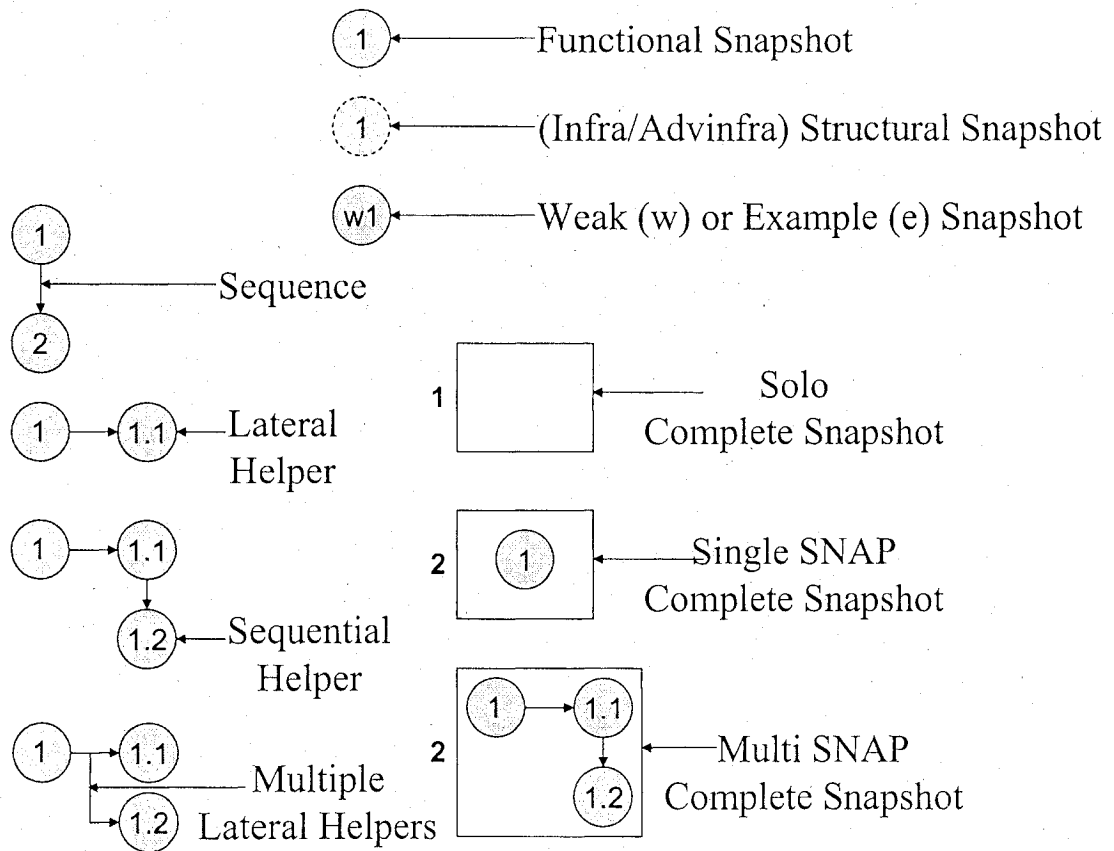 1 Functional Snapshot
1 (Infra/Advinfra) Structural Snapshot
w1 Weak (w) or Example (e) Snapshot
1
Sequence
2
1 1.1 Lateral
Helper
1 1.1
1.2 Sequential
Helper
1 1.1
Multiple
1.2 Lateral Helpers
1 Solo
Complete Snapshot
2 1 Single SNAP
Complete Snapshot
1 1.1
2 Multi SNAP
1.2 Complete Snapshot